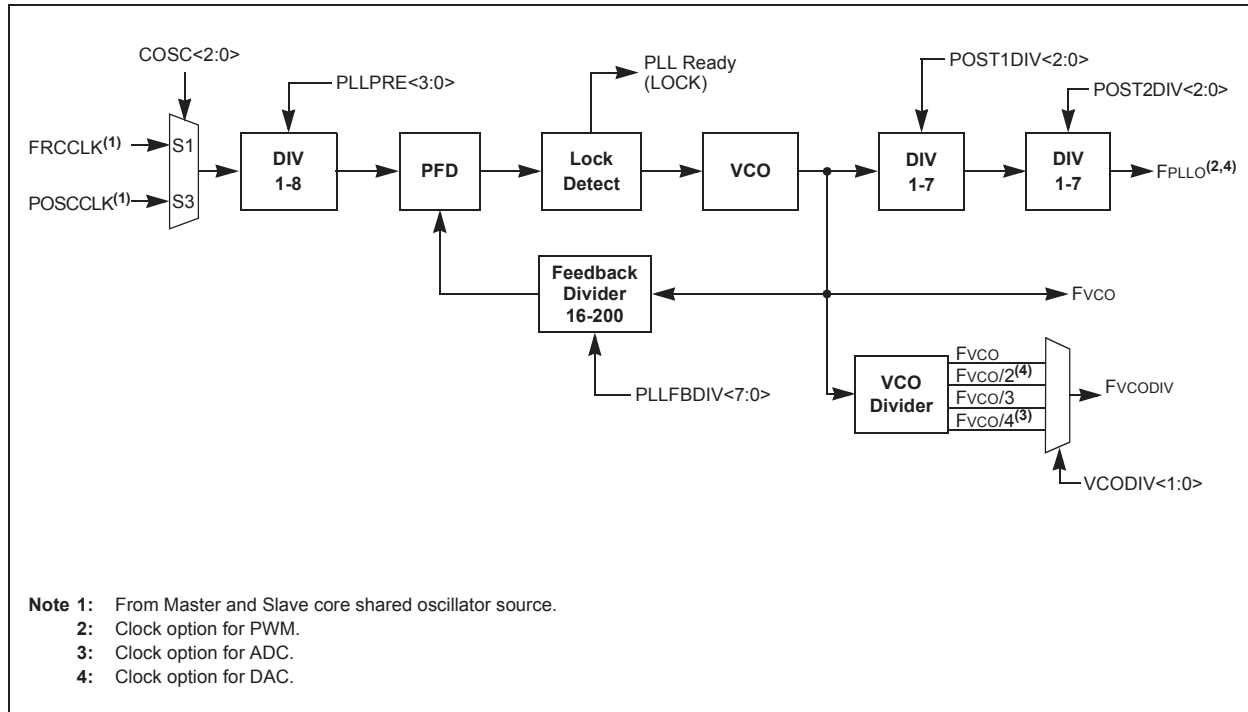 COSC<2:0>
PLLPRE<3:0>
PLL Ready
(LOCK)
POST1DIV<2:0>
POST2DIV<2:0>
FRCCLK(1)
S1
POSCCLK(1)
S3
DIV
1-8
PFD
Lock
Detect
VCO
DIV
1-7
DIV
1-7
FPLLO(2,4)
Feedback
Divider
16-200
FVCO
PLLFBDIV<7:0>
VCO
Divider
FVCO
FVCO/2(4)
FVCO/3
FVCO/4(3)
FVCODIV
VCODIV<1:0>
Note 1: From Master and Slave core shared oscillator source.
2: Clock option for PWM.
3: Clock option for ADC.
4: Clock option for DAC.